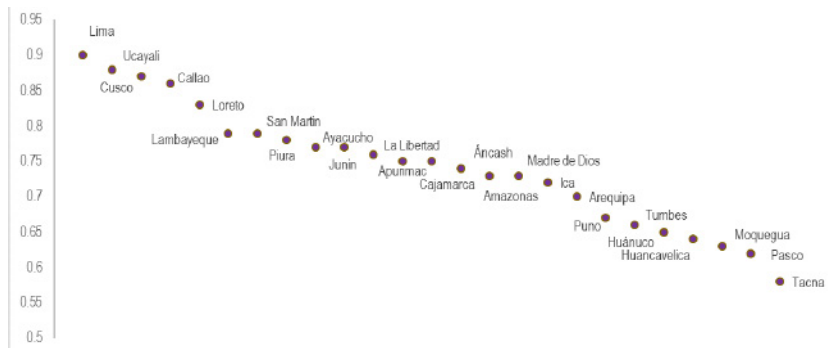 0.95
Lima
0.9
Ucayali
Cusco
Callao
0.85
Loreto
0.8
San Martín
Lambayeque
Ayacucho
La Libertad
Piura
Junín
0.75
Apurímac
Áncash
Madre de Dios
Cajamarca
Ica
Amazonas
0.7
Arequipa
Tumbes
Puno
0.65
Huánuco
Moquegua
Huancavelica
Pasco
0.6
Tacna
0.55
0.5